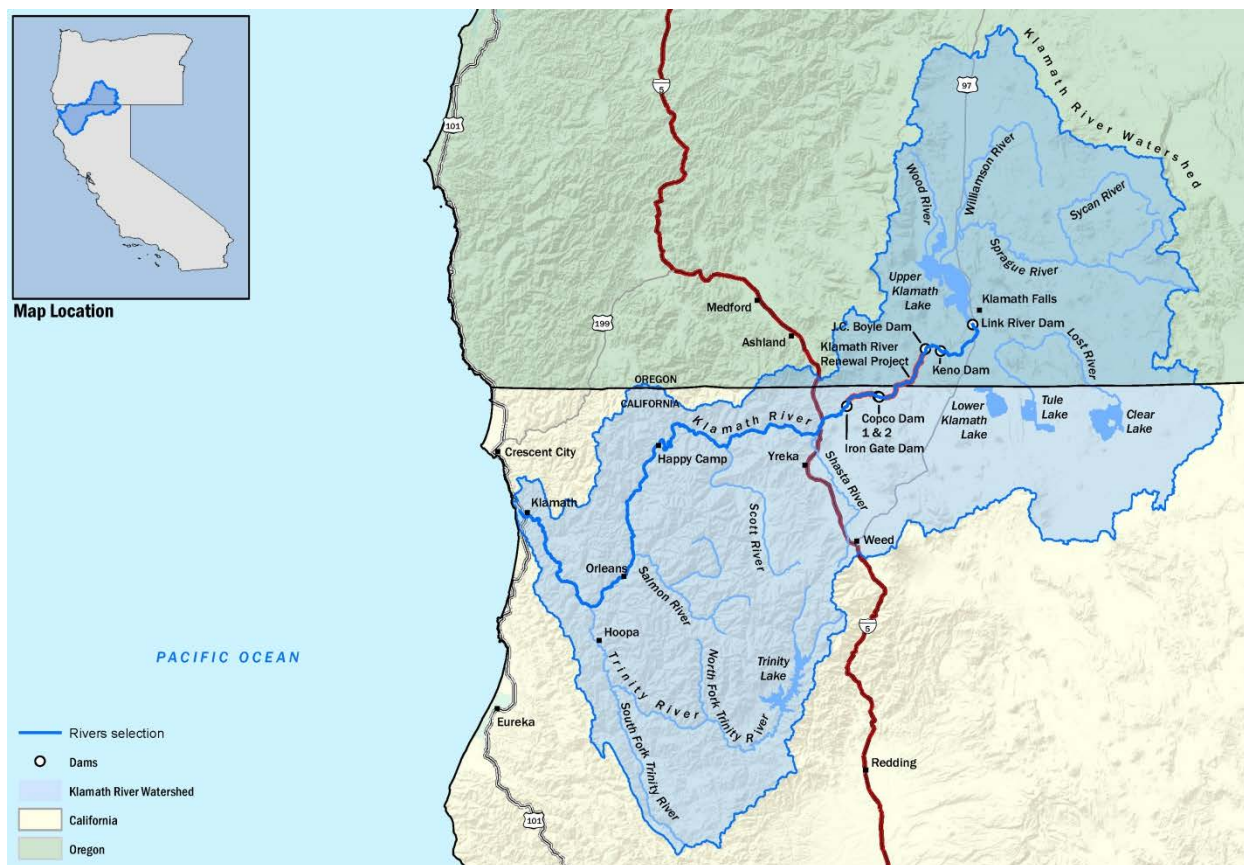 Map Location
Klamath River Watershed
5
97
101
Wood River
Williamson River
Sycan River
Sprague River
Upper
Klamath
Lake
Klamath Falls
Medford
199
J.C. Boyle Dam
Link River Dam
Lost River
Ashland
Klamath River
Renewal Project
Keno Dam
OREGON
CALIFORNIA
Klamath River
Copco Dam
1 & 2
Iron Gate Dam
Lower
Klamath
Lake
Tule
Lake
Clear
Lake
Crescent City
Happy Camp
Yreka
Shasta River
Klamath
Scott River
Weed
Orleans
Salmon River
Hoopa
5
PACIFIC OCEAN
Trinity River
North Fork Trinity River
Trinity
Lake
South Fork Trinity River
Eureka
Redding
101
Rivers selection
Dams
Klamath River Watershed
California
Oregon